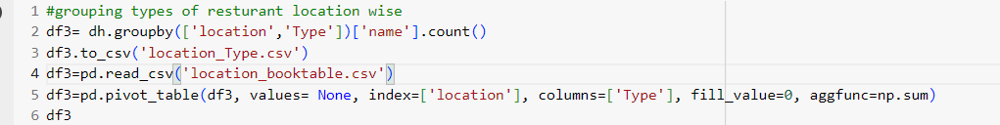 1 #grouping types of resturant location wise
2 df3= dh.groupby(['location','Type'])['name'].count()
3 df3.to_csv('location_Type.csv')
4 df3=pd.read_csv('location_booktable.csv')
5 df3=pd.pivot_table(df3, values= None, index=['location'], columns=['Type'], fill_value=0, aggfunc=np.sum)
6 df3